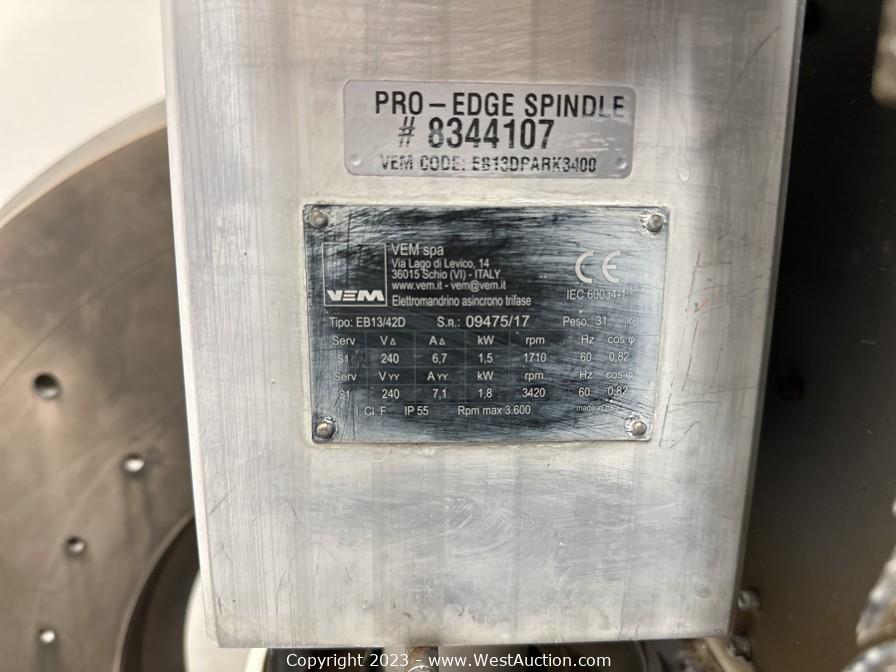 PRO-EDGE SPINDLE
# 8344107
VEM CODE: EB13DPARK3400
VEM spa
Via Lago di Levico, 14
36015 Schio (VI) - ITALY
www.vem.it - vem@vem.it
VEM
Elettromandrino asincrono trifase
CE
IEC 60034-1
Tipo: EB13/42D S.n.: 09475/17 Peso: 31
Serv V Δ A Δ kW rpm Hz cos φ
S1 240 6,7 1,5 1710 60 0,82
Serv V YY A YY kW rpm
S1 240 7,1 1,8 3420 60 0,82
I. Cl. F IP 55 Rpm max 3.600 made in Italy
Copyright 2023 - www.WestAuction.com